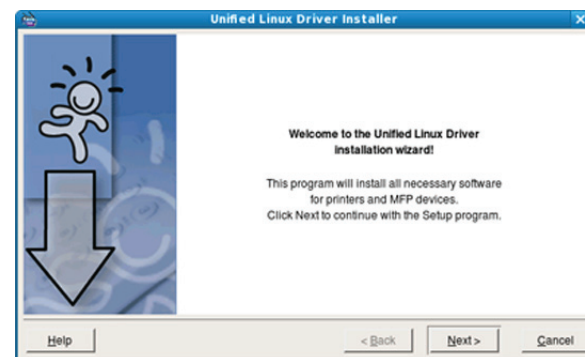 Unified Linux Driver Installer
Welcome to the Unified Linux Driver
installation wizard!
This program will install all necessary software
for printers and MFP devices.
Click Next to continue with the Setup program.
Help
< Back
Next >
Cancel